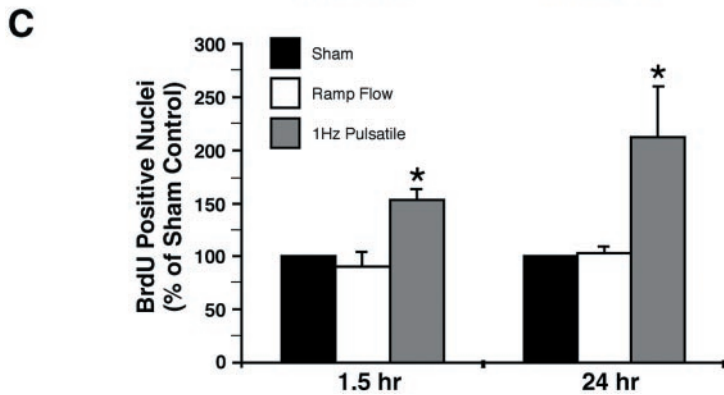 C
300
250
200
150
100
50
0
BrdU Positive Nuclei
(% of Sham Control)
Sham
Ramp Flow
1Hz Pulsatile
*
*
1.5 hr
24 hr